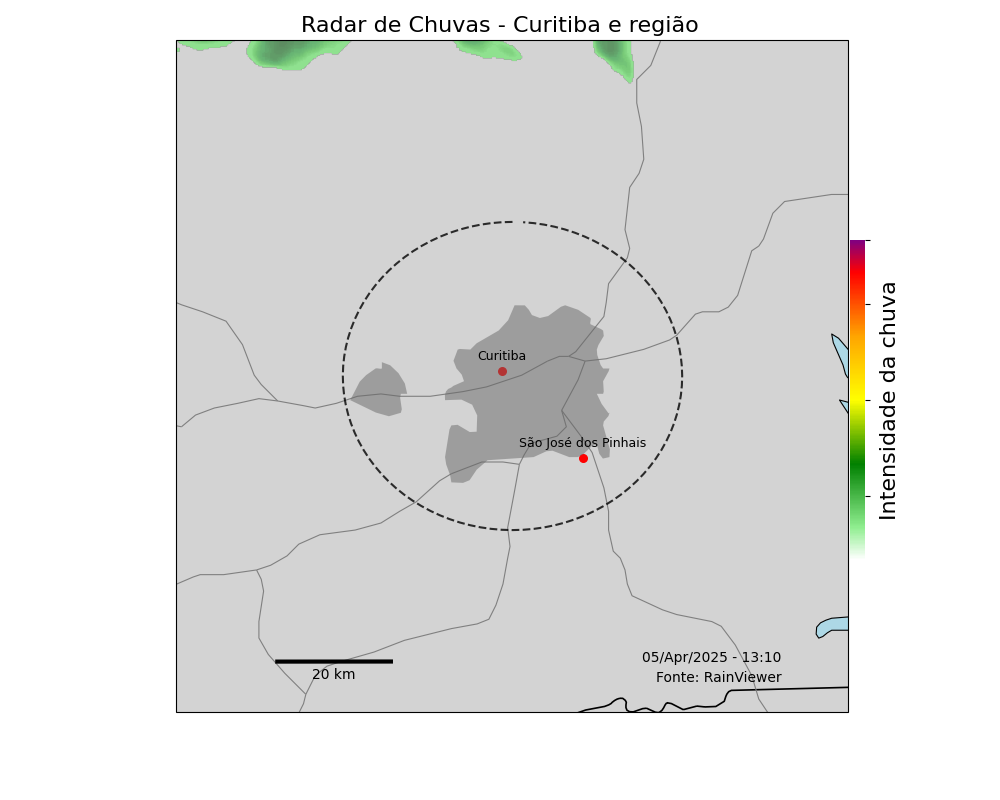 Radar de Chuvas - Curitiba e região
Curitiba
São José dos Pinhais
Intensidade da chuva
05/Apr/2025 - 13:10
Fonte: RainViewer
20 km